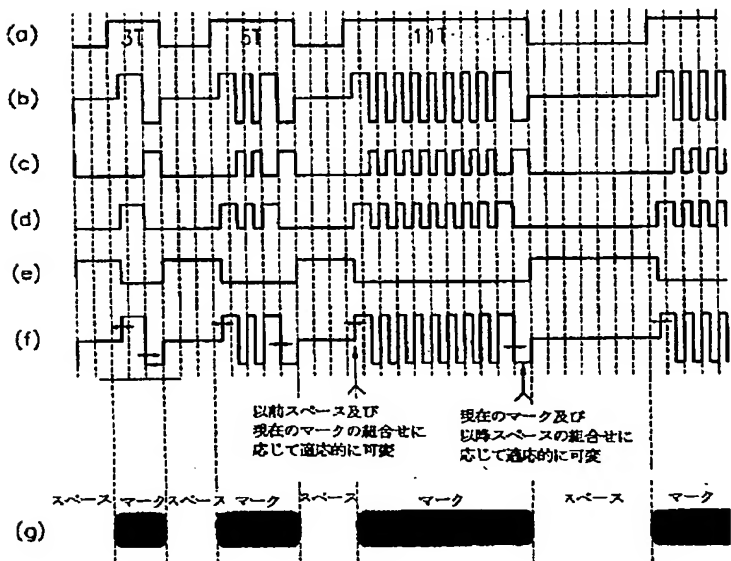 (a)
3T
5T
11T
(b)
(c)
(d)
(e)
(f)
以前スペース及び
現在のマークの組合せに
応じて適応的に可変
現在のマーク及び
以降スペースの組合せに
応じて適応的に可変
スペース マーク スペース マーク スペース マーク スペース マーク
(g)